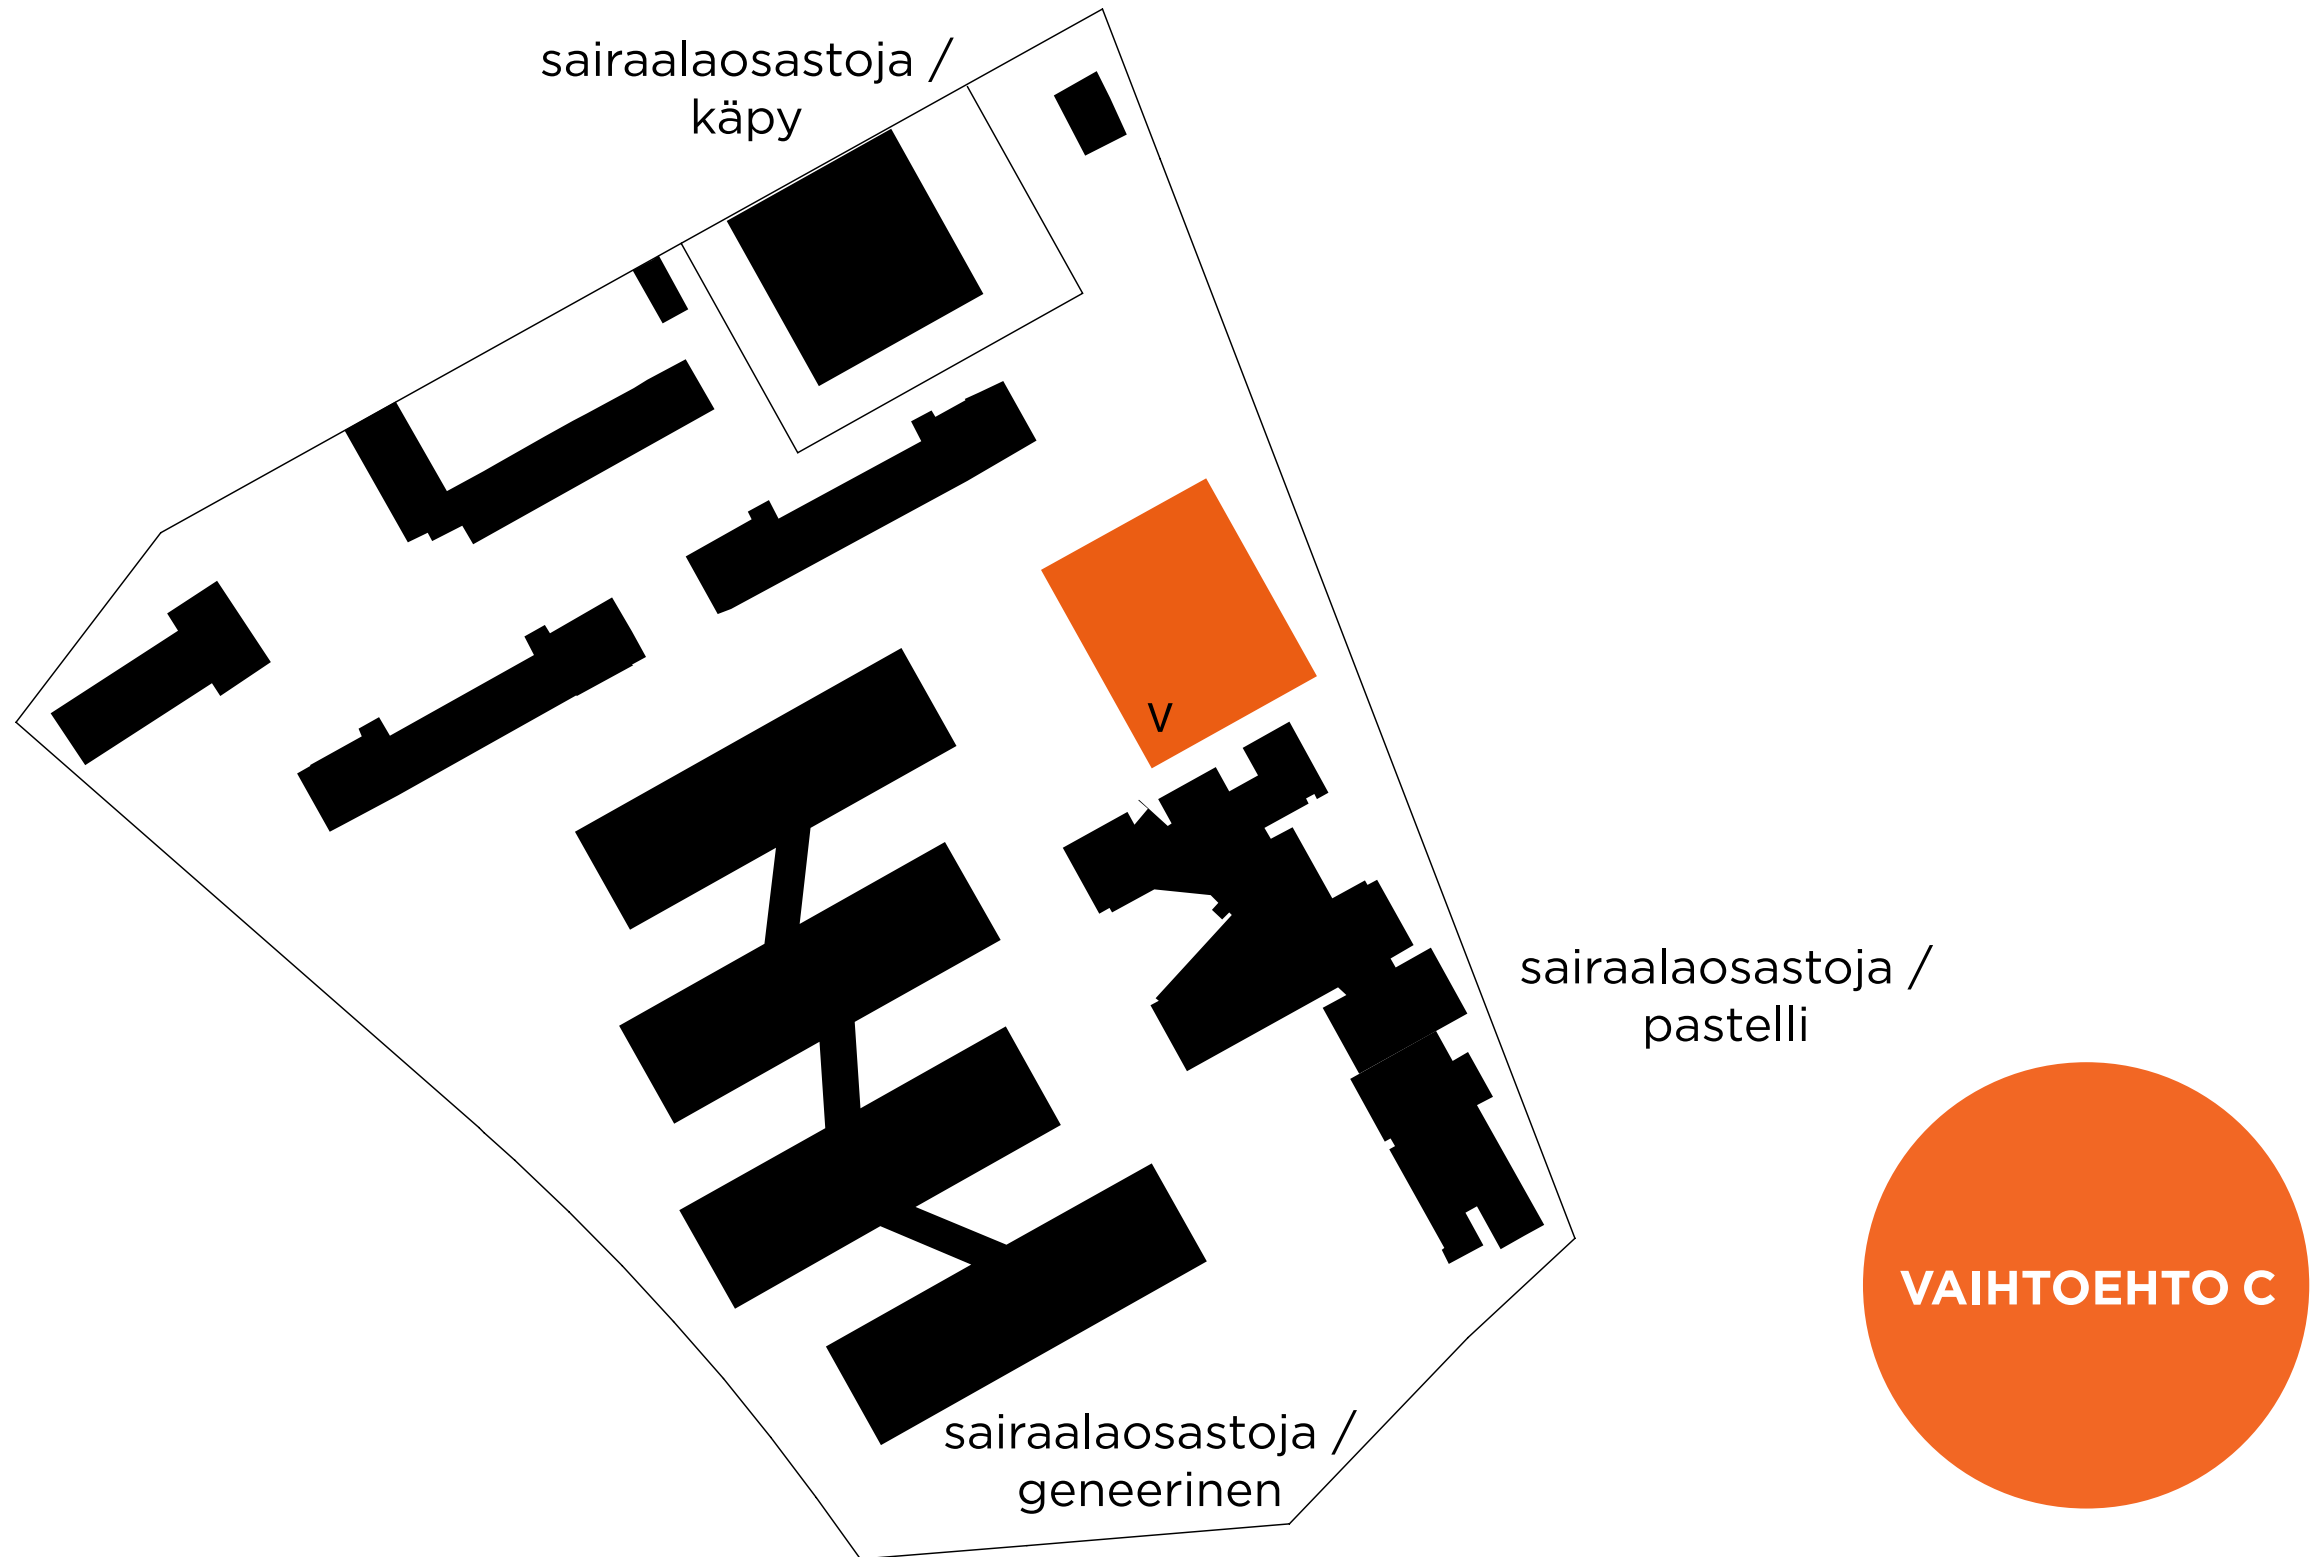 sairaalaosastoja /
käpy
V
sairaalaosastoja /
pastelli
VAIHTOEHTO C
sairaalaosastoja /
geneerinen